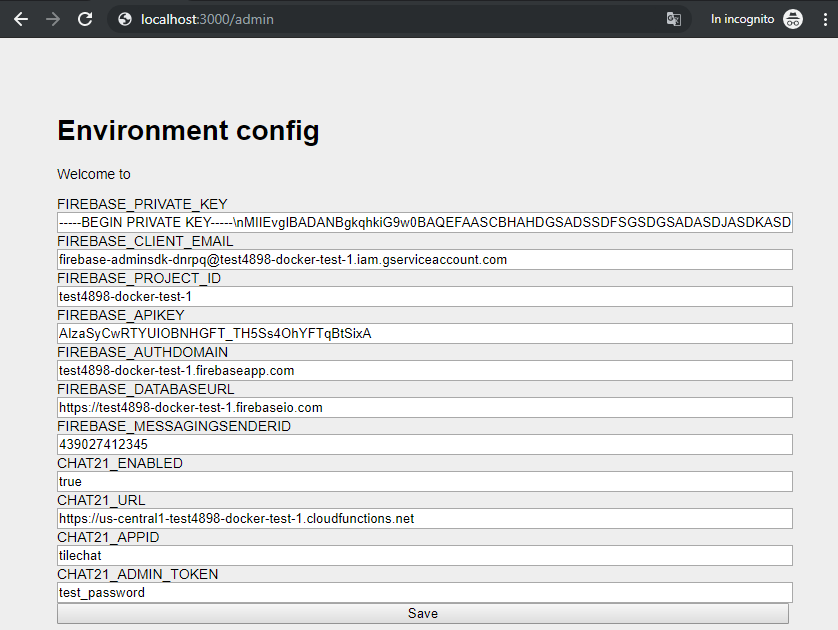 localhost:3000/admin
In incognito
Environment config
Welcome to
FIREBASE_PRIVATE_KEY
-----BEGIN PRIVATE KEY-----\nMIIEvgIBADANBgkqhkiG9w0BAQEFAASCBHAHDGSADSSDFSGSDGSADASDJASDKASD
FIREBASE_CLIENT_EMAIL
firebase-adminsdk-dnrpq@test4898-docker-test-1.iam.gserviceaccount.com
FIREBASE_PROJECT_ID
test4898-docker-test-1
FIREBASE_APIKEY
AIzaSyCwRTYUIOBNHGFT_TH5Ss4OhYFTqBtSixA
FIREBASE_AUTHDOMAIN
test4898-docker-test-1.firebaseapp.com
FIREBASE_DATABASEURL
https://test4898-docker-test-1.firebaseio.com
FIREBASE_MESSAGINGSENDERID
439027412345
CHAT21_ENABLED
true
CHAT21_URL
https://us-central1-test4898-docker-test-1.cloudfunctions.net
CHAT21_APPID
tilechat
CHAT21_ADMIN_TOKEN
test_password
Save